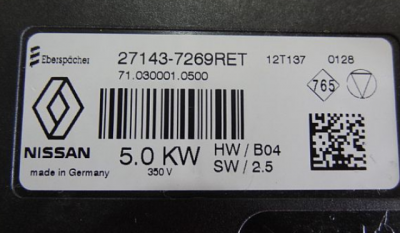 Eberspächer 27143-7269RET 12T137 0128
71.030001.0500
765
NISSAN 5.0 KW HW / B04
made in Germany 350 V SW / 2.5